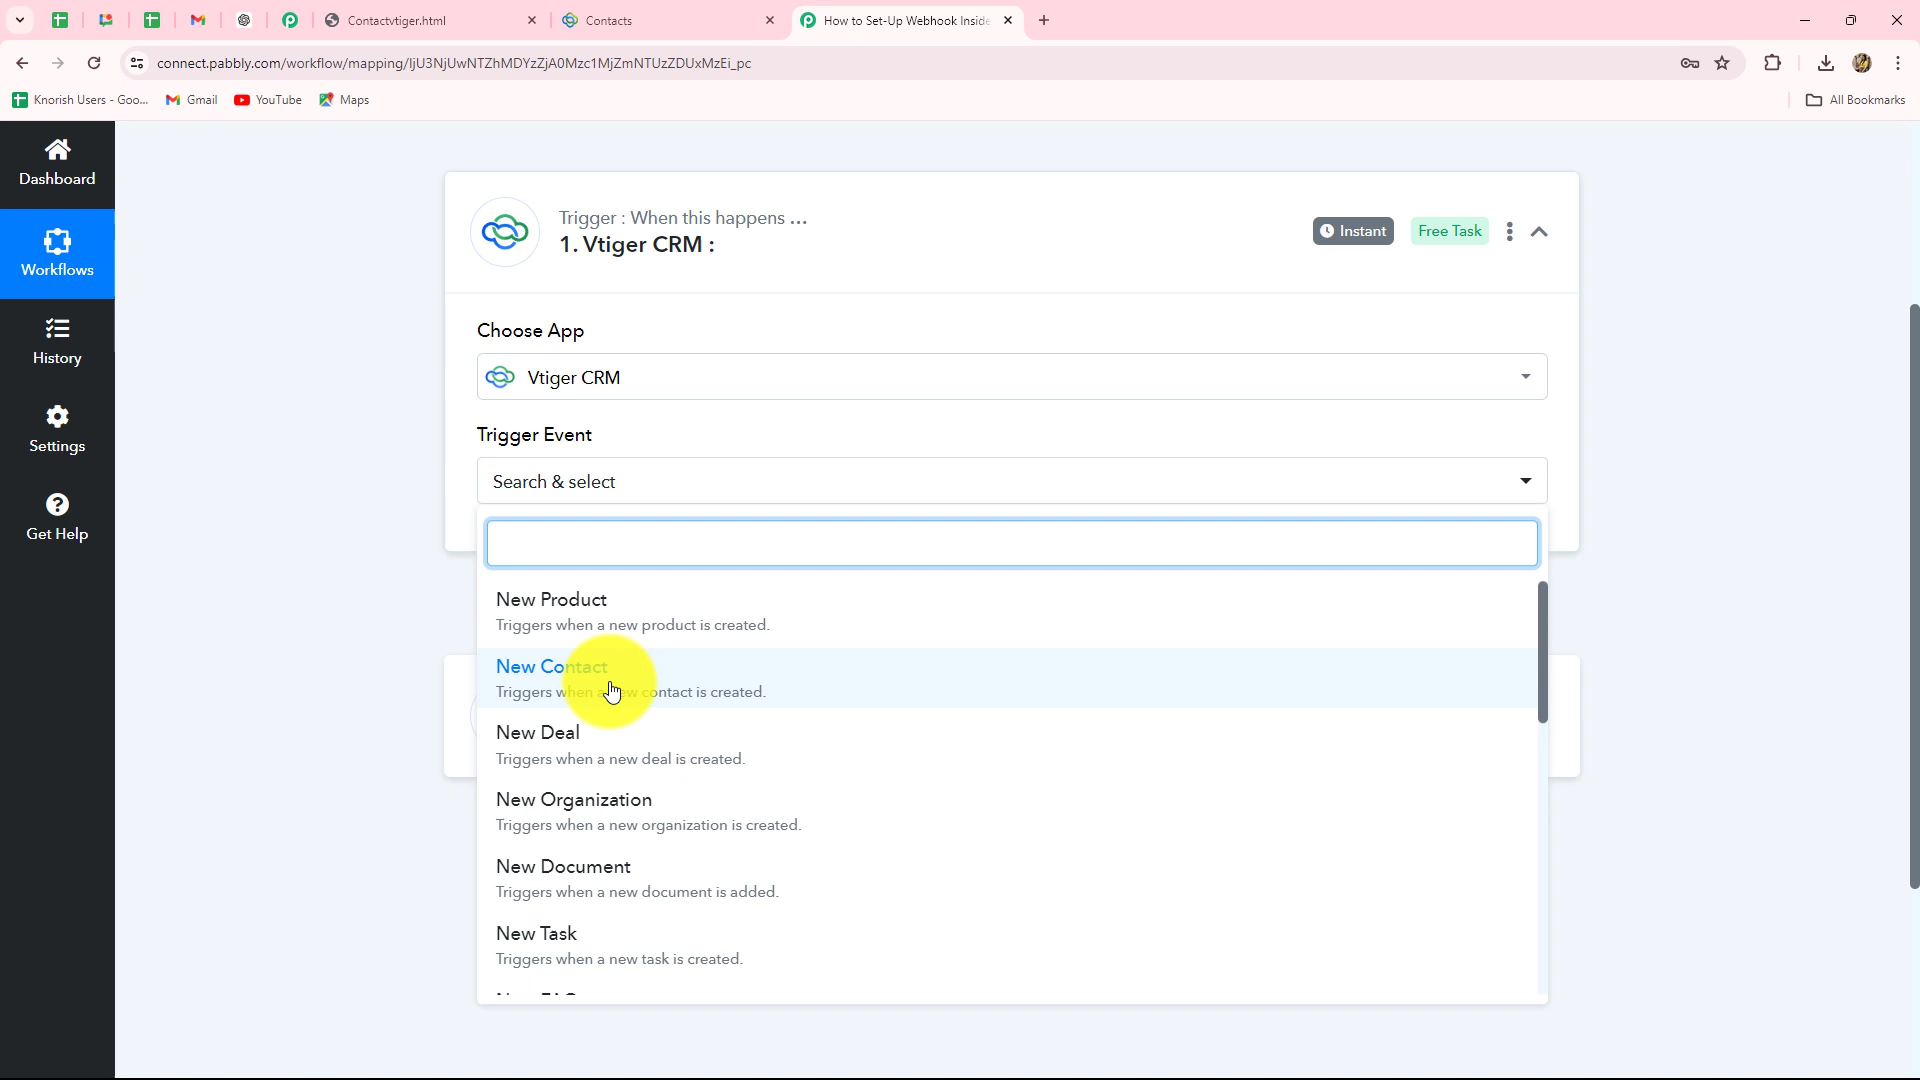 Contactvtiger.html
Contacts
How to Set-Up Webhook Inside
connect.pabbly.com/workflow/mapping/IjU3NjUwNTZhMDYzZjA0Mzc1MjZmNTUzZDUxMzEi_pc
Knorish Users - Goo...
Gmail
YouTube
Maps
All Bookmarks
Dashboard
Workflows
History
Settings
Get Help
Trigger : When this happens ...
1. Vtiger CRM :
Instant
Free Task
Choose App
Vtiger CRM
Trigger Event
Search & select
New Product
Triggers when a new product is created.
New Contact
Triggers when a new contact is created.
New Deal
Triggers when a new deal is created.
New Organization
Triggers when a new organization is created.
New Document
Triggers when a new document is added.
New Task
Triggers when a new task is created.